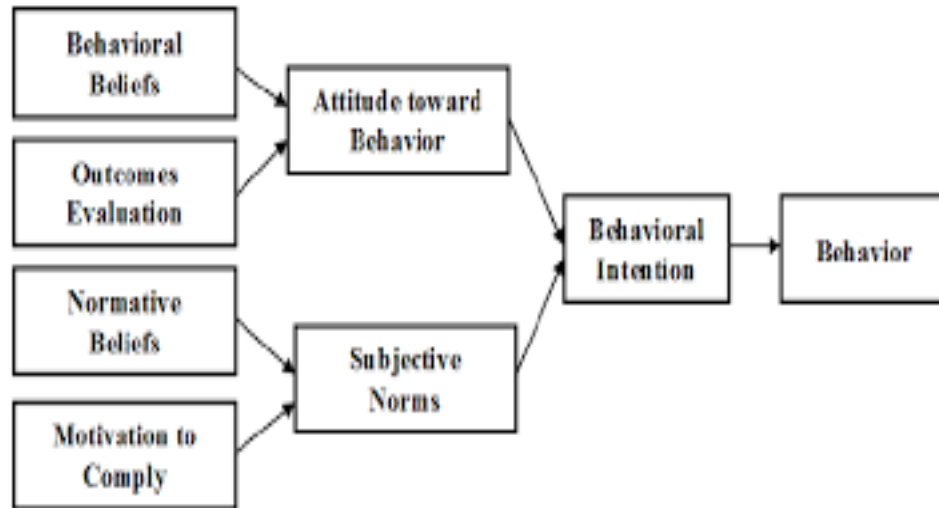 Behavioral
Beliefs
Outcomes
Evaluation
Normative
Beliefs
Motivation to
Comply
Attitude toward
Behavior
Subjective
Norms
Behavioral
Intention
Behavior